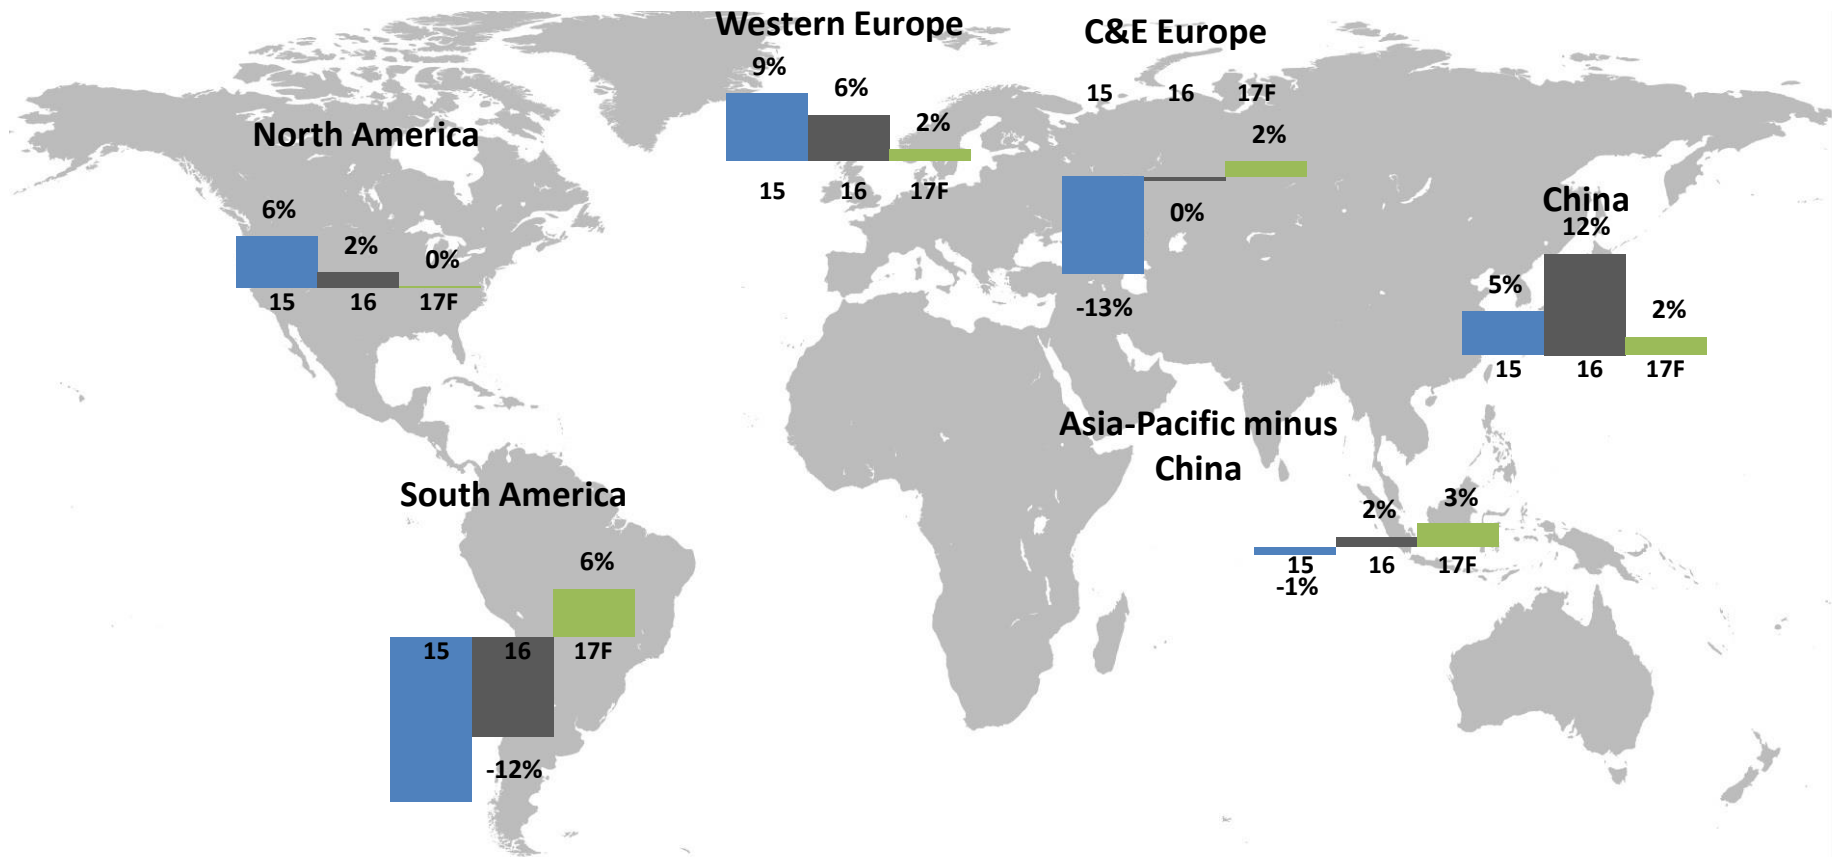 Western Europe
9%
6%
2%
15
16
17F
C&E Europe
15
16
17F
2%
0%
-13%
North America
6%
2%
0%
15
16
17F
China
12%
5%
2%
15
16
17F
Asia-Pacific minus
China
2%
3%
15
16
17F
-1%
South America
6%
15
16
17F
-12%